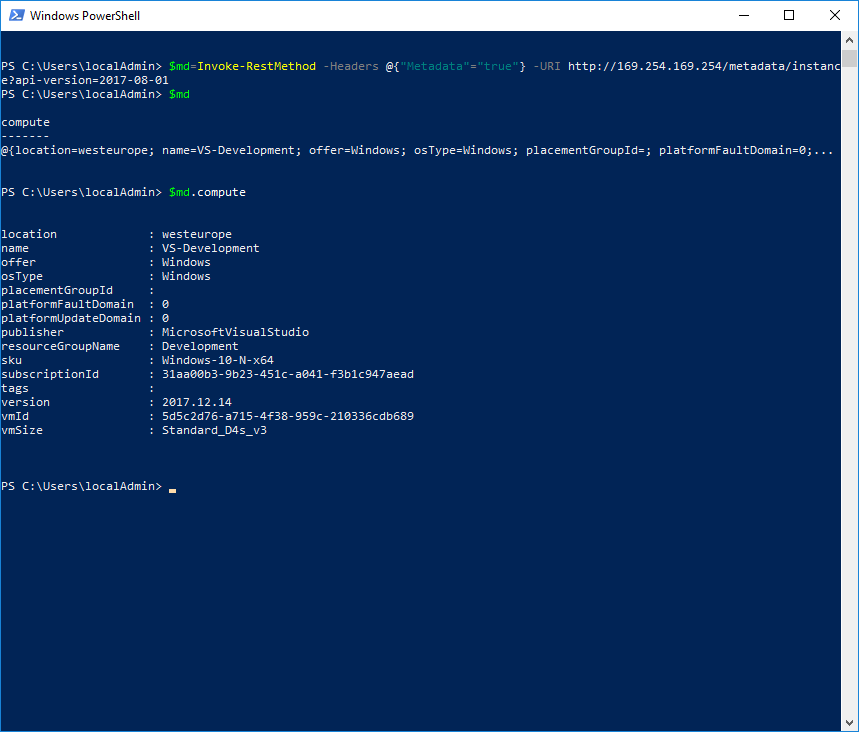 Windows PowerShell
PS C:\Users\localAdmin> $md=Invoke-RestMethod -Headers @{"Metadata"="true"} -URI http://169.254.169.254/metadata/instanc
e?api-version=2017-08-01
PS C:\Users\localAdmin> $md
compute
-------
@{location=westeurope; name=VS-Development; offer=Windows; osType=Windows; placementGroupId=; platformFaultDomain=0;...
PS C:\Users\localAdmin> $md.compute
location             : westeurope
name                 : VS-Development
offer                : Windows
osType               : Windows
placementGroupId     :
platformFaultDomain  : 0
platformUpdateDomain : 0
publisher            : MicrosoftVisualStudio
resourceGroupName    : Development
sku                  : Windows-10-N-x64
subscriptionId       : 31aa00b3-9b23-451c-a041-f3b1c947aead
tags                 :
version              : 2017.12.14
vmId                 : 5d5c2d76-a715-4f38-959c-210336cdb689
vmSize               : Standard_D4s_v3
PS C:\Users\localAdmin>